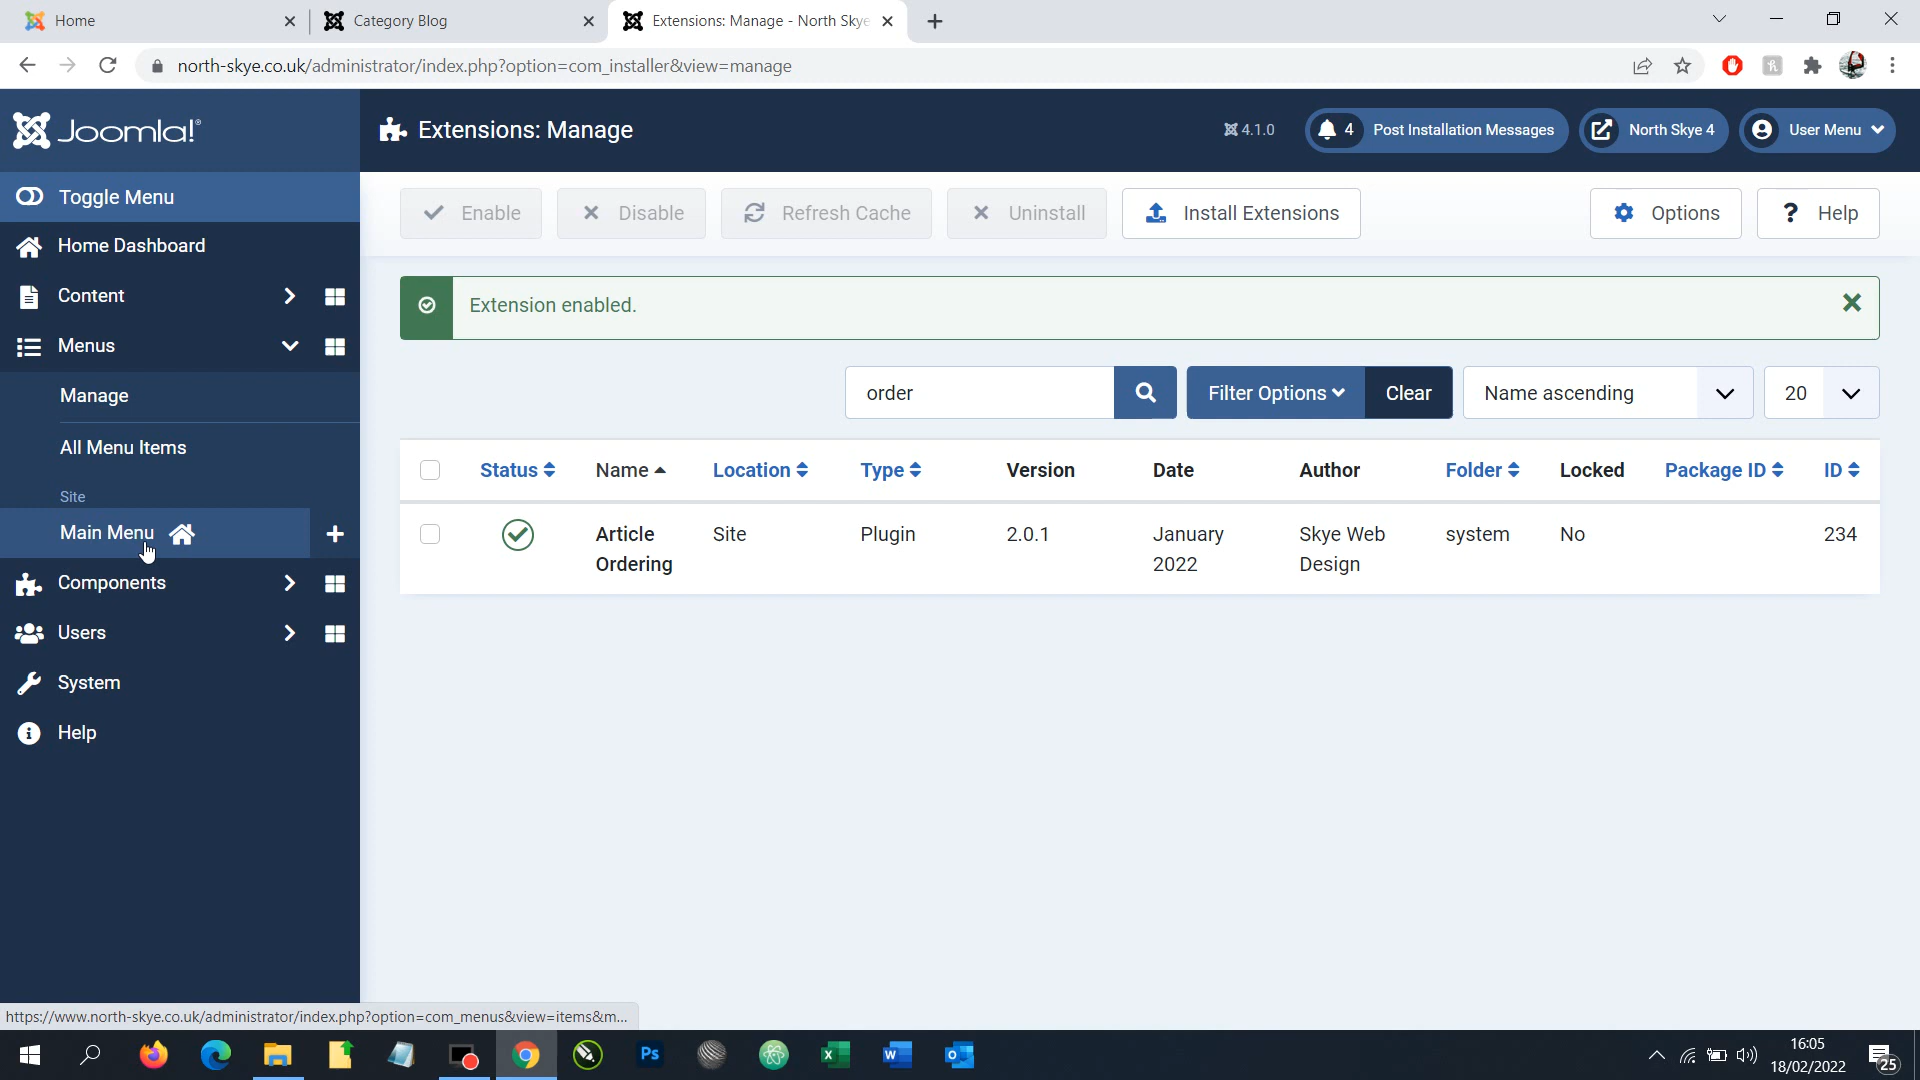 Home
Category Blog
Extensions: Manage - North Skye
north-skye.co.uk/administrator/index.php?option=com_installer&view=manage
Joomla!®
Extensions: Manage
4.1.0
4 Post Installation Messages
North Skye 4
User Menu
Toggle Menu
Home Dashboard
Content
Menus
Manage
All Menu Items
Site
Main Menu
Components
Users
System
Help
Enable
Disable
Refresh Cache
Uninstall
Install Extensions
Options
? Help
Extension enabled.
order
Filter Options
Clear
Name ascending
20
Status Name Location Type Version Date Author Folder Locked Package ID ID
Article Ordering Site Plugin 2.0.1 January 2022 Skye Web Design system No 234
https://www.north-skye.co.uk/administrator/index.php?option=com_menus&view=items&m...
Ps
16:05
18/02/2022
25